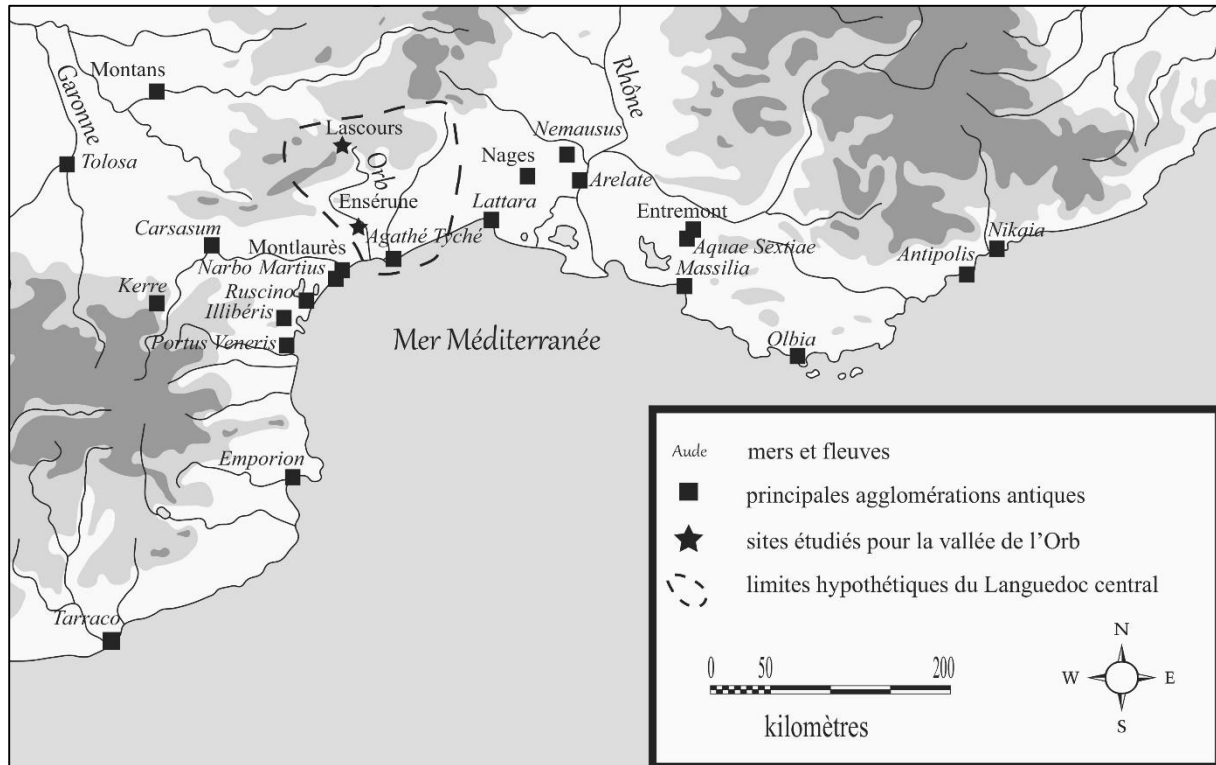 Montans
Garonne
Tolosa
Lascours
Orb
Ensérune
Agathé Tyché
Carsasum
Montlaurès
Narbo Martius
Kerre
Ruscino
Illibéris
Portus Veneris
Emporion
Tarraco
Lattara
Nages
Nemausus
Rhône
Arelate
Entremont
Aquae Sextiae
Massilia
Olbia
Antipolis
Nikaia
Mer Méditerranée
Aude mers et fleuves
principales agglomérations antiques
sites étudiés pour la vallée de l'Orb
limites hypothétiques du Languedoc central
0 50 200
kilomètres
N
W E
S